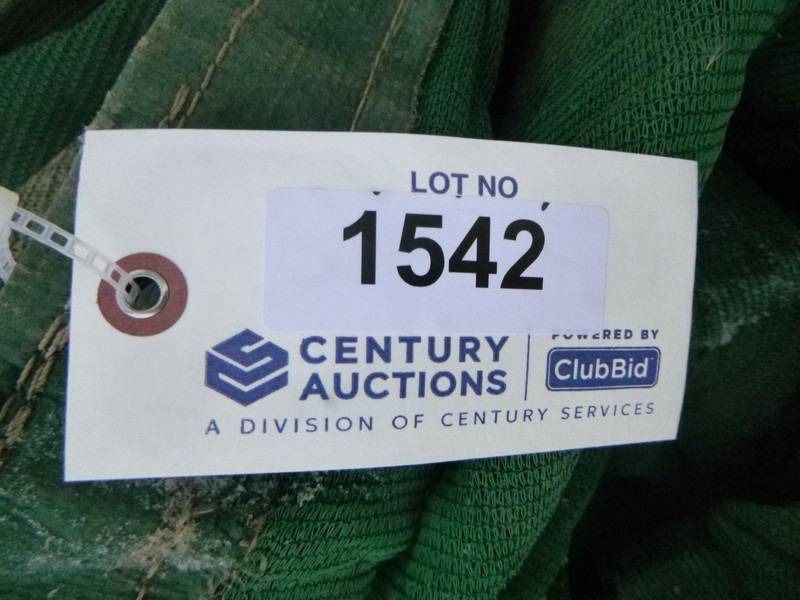 LOT NO
1542
CENTURY
AUCTIONS
POWERED BY
ClubBid
A DIVISION OF CENTURY SERVICES